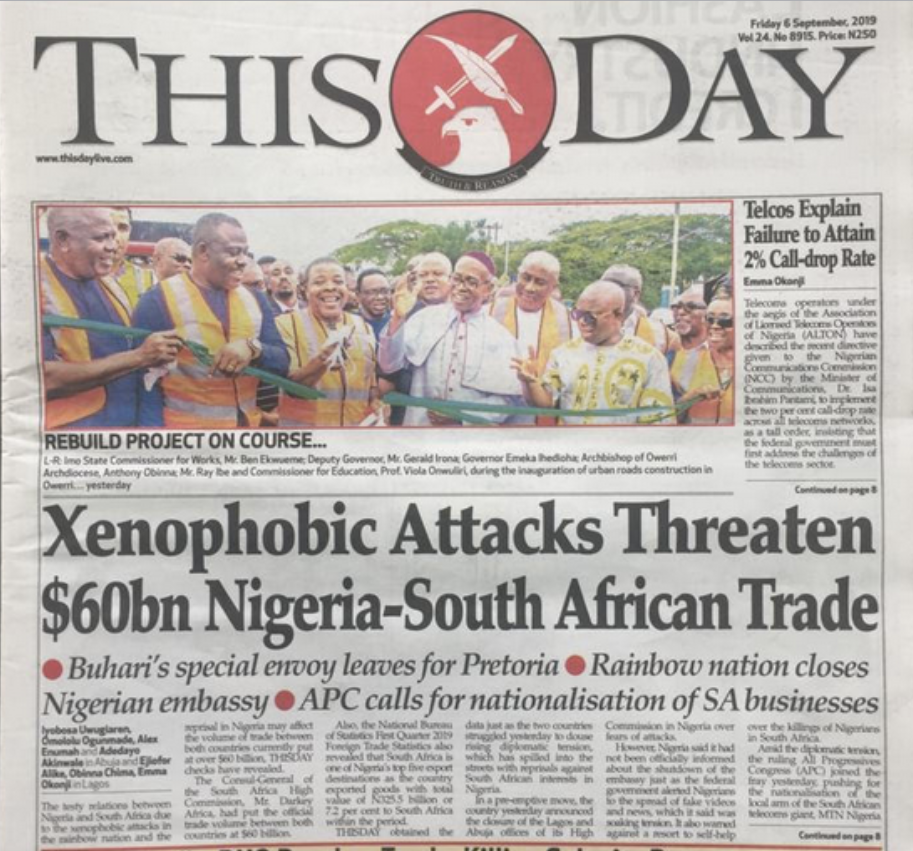 Friday 6 September, 2019
Vol 24. No 8915. Price: N250
THIS DAY
www.thisdaylive.com
TRUTH & REASON
REBUILD PROJECT ON COURSE...
L-R: Imo State Commissioner for Works, Mr. Ben Ekwueme; Deputy Governor, Mr. Gerald Irona; Governor Emeka Ihedioha; Archbishop of Owerri
Archdiocese, Anthony Obinna; Mr. Ray Ibe and Commissioner for Education, Prof. Viola Onwuliri, during the inauguration of urban roads construction in
Owerri.... yesterday
Telcos Explain
Failure to Attain
2% Call-drop Rate
Emma Okonji
Telecoms operators under
the aegis of the Association
of Licensed Telecoms Operators
of Nigeria (ALTON) have
described the recent directive
given to the Nigerian
Communications Commission
(NCC) by the Minister of
Communications, Dr. Isa
Ibrahim Pantami, to implement
the two per cent call-drop rate
across all telecoms networks,
as a tall order, insisting that
the federal government must
first address the challenges of
the telecoms sector.
Continued on page 8
Xenophobic Attacks Threaten
$60bn Nigeria-South African Trade
● Buhari's special envoy leaves for Pretoria ● Rainbow nation closes
Nigerian embassy ● APC calls for nationalisation of SA businesses
Iyobosa Uwugiaren,
Omololu Ogunmade, Alex
Enumah and Adedayo
Akinwale in Abuja and Ejiofor
Alike, Obinna Chima, Emma
Okonji in Lagos
The testy relations between
Nigeria and South Africa due
to the xenophobic attacks in
the rainbow nation and the
reprisal in Nigeria may affect
the volume of trade between
both countries currently put
at over $60 billion, THISDAY
checks have revealed.
The Consul-General of
the South Africa High
Commission, Mr. Darkey
Africa, had put the official
trade volume between both
countries at $60 billion.
Also, the National Bureau
of Statistics First Quarter 2019
Foreign Trade Statistics also
revealed that South Africa is
one of Nigeria's top five export
destinations as the country
exported goods with total
value of N325.5 billion or
7.2 per cent to South Africa
within the period.
THISDAY obtained the
data just as the two countries
struggled yesterday to douse
rising diplomatic tension,
which has spilled into the
streets with reprisals against
South African interests in
Nigeria.
In a pre-emptive move, the
country yesterday announced
the closure of the Lagos and
Abuja offices of its High
Commission in Nigeria over
fears of attacks.
However, Nigeria said it had
not been officially informed
about the shutdown of the
embassy just as the federal
government alerted Nigerians
to the spread of fake videos
and news, which it said was
soaking tension. It also warned
against a resort to self-help
over the killings of Nigerians
in South Africa.
Amid the diplomatic tension,
the ruling All Progressives
Congress (APC) joined the
fray yesterday, pushing for
the nationalisation of the
local arm of the South African
telecoms giant, MTN Nigeria
Continued on page 8